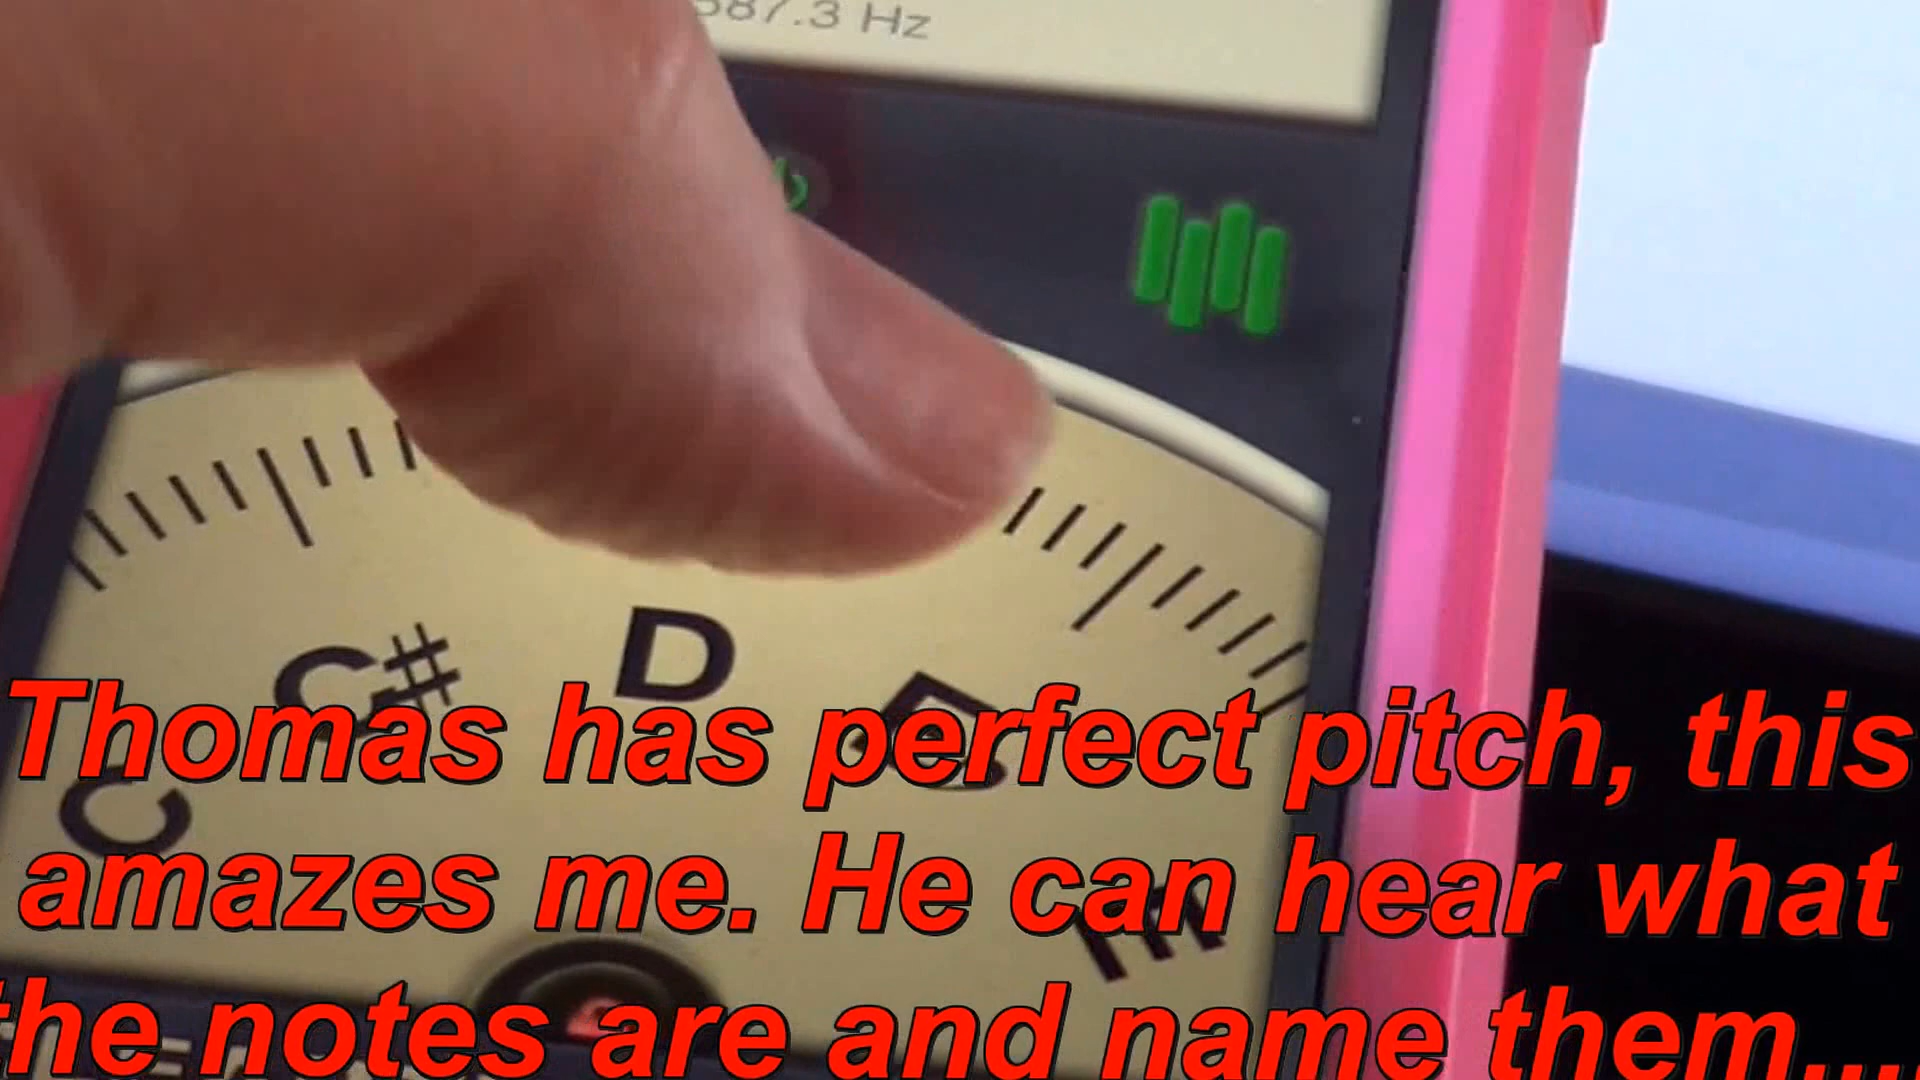 587.3 Hz
D
C#
E
Thomas has perfect pitch, this
C
amazes me. He can hear what
E
the notes are and name them....